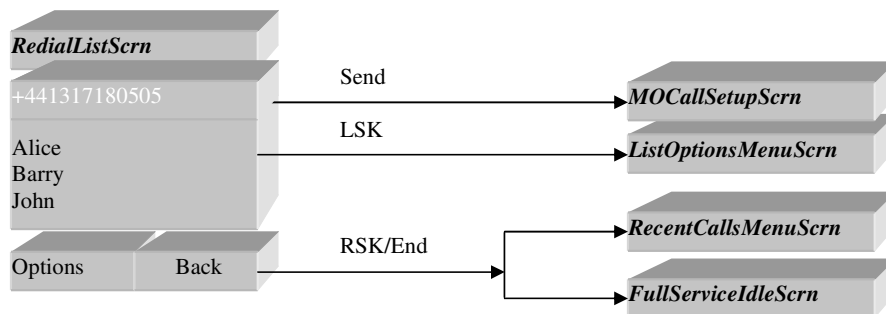 RedialListScrn
+441317180505
Alice
Barry
John
Options
Back
Send
LSK
RSK/End
MOCallSetupScrn
ListOptionsMenuScrn
RecentCallsMenuScrn
FullServiceIdleScrn